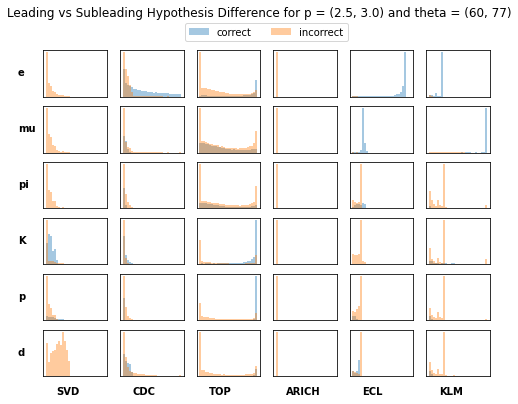 Leading vs Subleading Hypothesis Difference for p = (2.5, 3.0) and theta = (60, 77)
correct incorrect
e
mu
pi
K
p
d
SVD CDC TOP ARICH ECL KLM